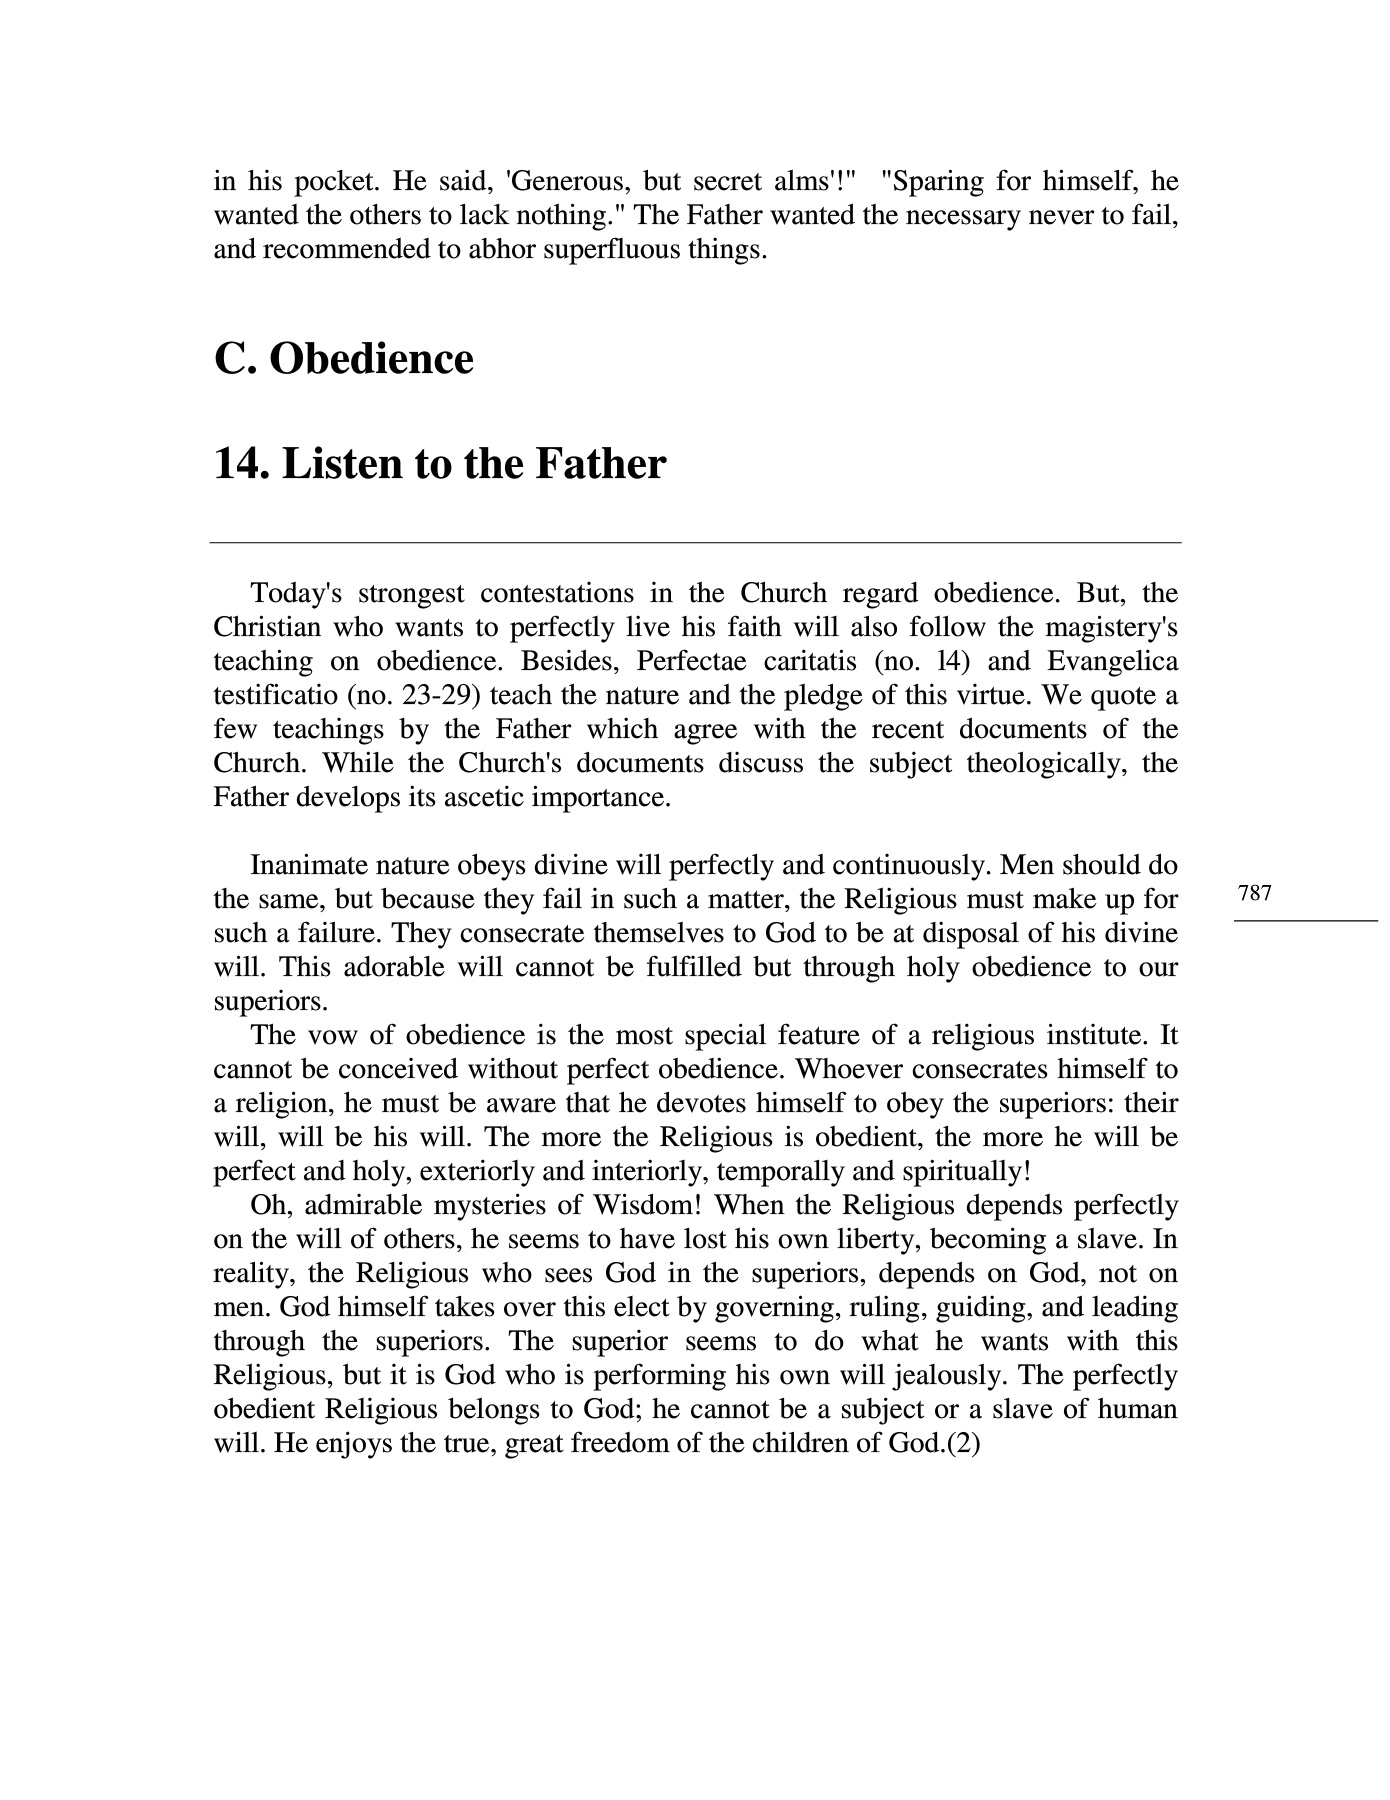 in his pocket. He said, 'Generous, but secret alms'!"  "Sparing for himself, he
wanted the others to lack nothing." The Father wanted the necessary never to fail,
and recommended to abhor superfluous things.
C. Obedience
14. Listen to the Father
Today's strongest contestations in the Church regard obedience. But, the
Christian who wants to perfectly live his faith will also follow the magistery's
teaching on obedience. Besides, Perfectae caritatis (no. l4) and Evangelica
testificatio (no. 23-29) teach the nature and the pledge of this virtue. We quote a
few teachings by the Father which agree with the recent documents of the
Church. While the Church's documents discuss the subject theologically, the
Father develops its ascetic importance.
Inanimate nature obeys divine will perfectly and continuously. Men should do
the same, but because they fail in such a matter, the Religious must make up for
such a failure. They consecrate themselves to God to be at disposal of his divine
will. This adorable will cannot be fulfilled but through holy obedience to our
superiors.
The vow of obedience is the most special feature of a religious institute. It
cannot be conceived without perfect obedience. Whoever consecrates himself to
a religion, he must be aware that he devotes himself to obey the superiors: their
will, will be his will. The more the Religious is obedient, the more he will be
perfect and holy, exteriorly and interiorly, temporally and spiritually!
Oh, admirable mysteries of Wisdom! When the Religious depends perfectly
on the will of others, he seems to have lost his own liberty, becoming a slave. In
reality, the Religious who sees God in the superiors, depends on God, not on
men. God himself takes over this elect by governing, ruling, guiding, and leading
through the superiors. The superior seems to do what he wants with this
Religious, but it is God who is performing his own will jealously. The perfectly
obedient Religious belongs to God; he cannot be a subject or a slave of human
will. He enjoys the true, great freedom of the children of God.(2)
787